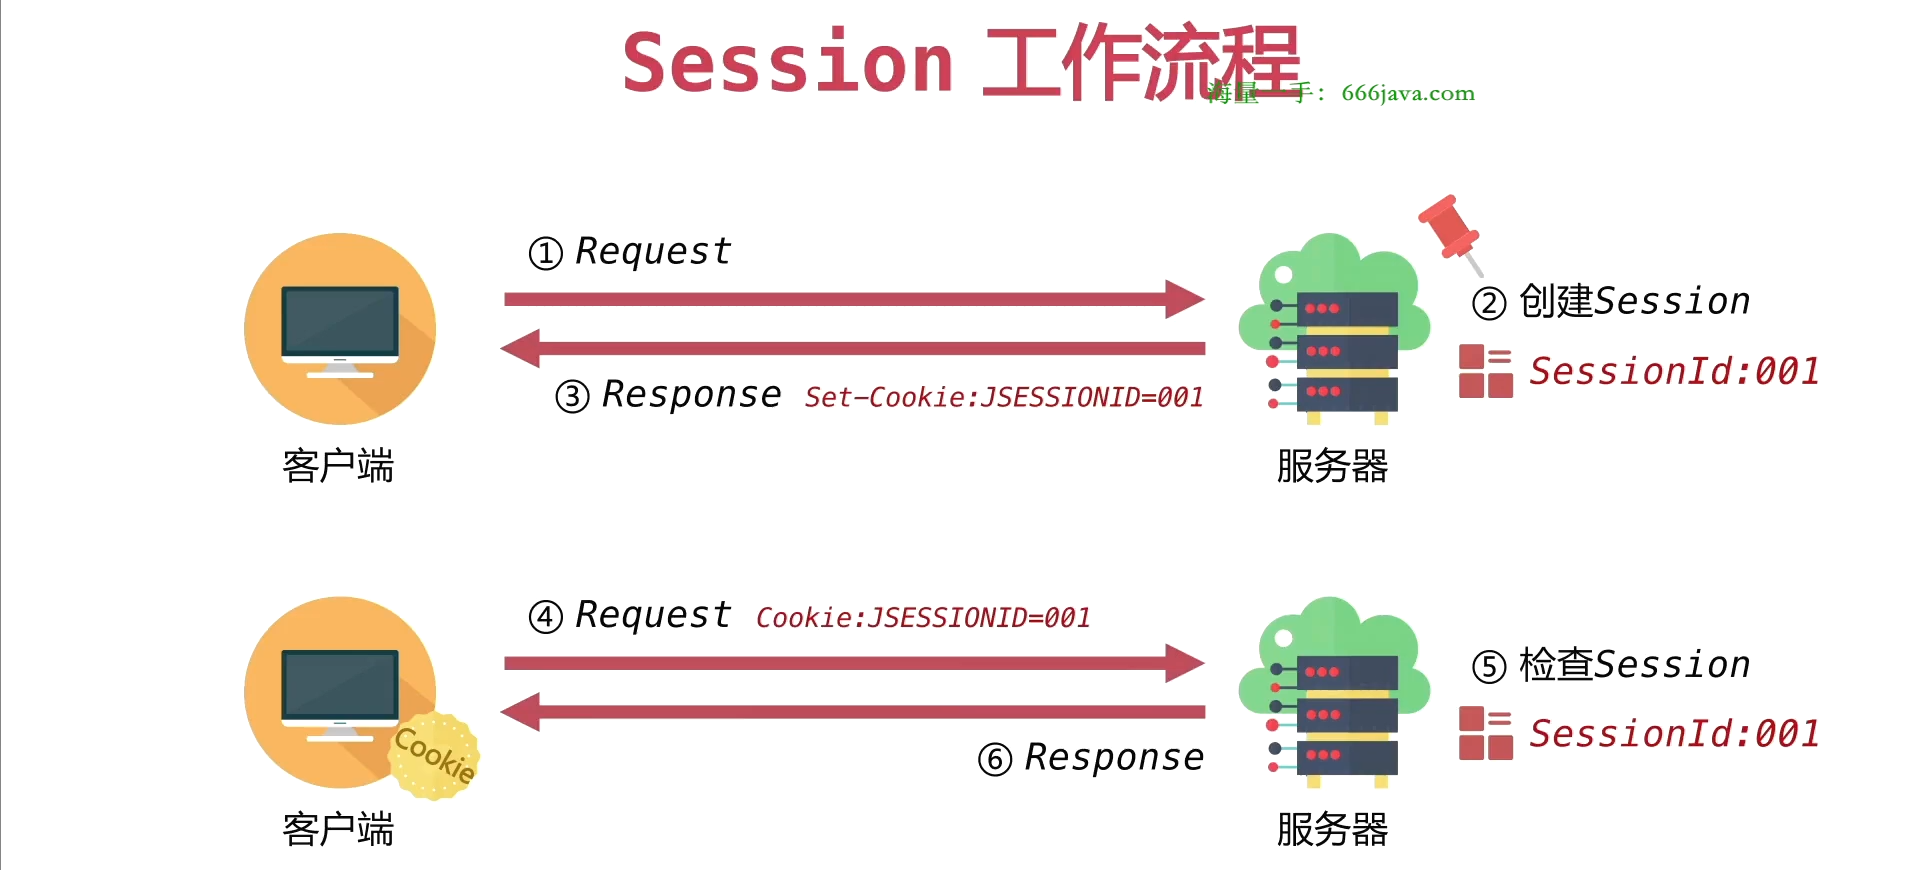 Session 工作流程
海量一手：666java.com
① Request
② 创建Session
SessionId:001
③ Response Set-Cookie:JSESSIONID=001
客户端
服务器
④ Request Cookie:JSESSIONID=001
⑤ 检查Session
SessionId:001
Cookie
⑥ Response
客户端
服务器